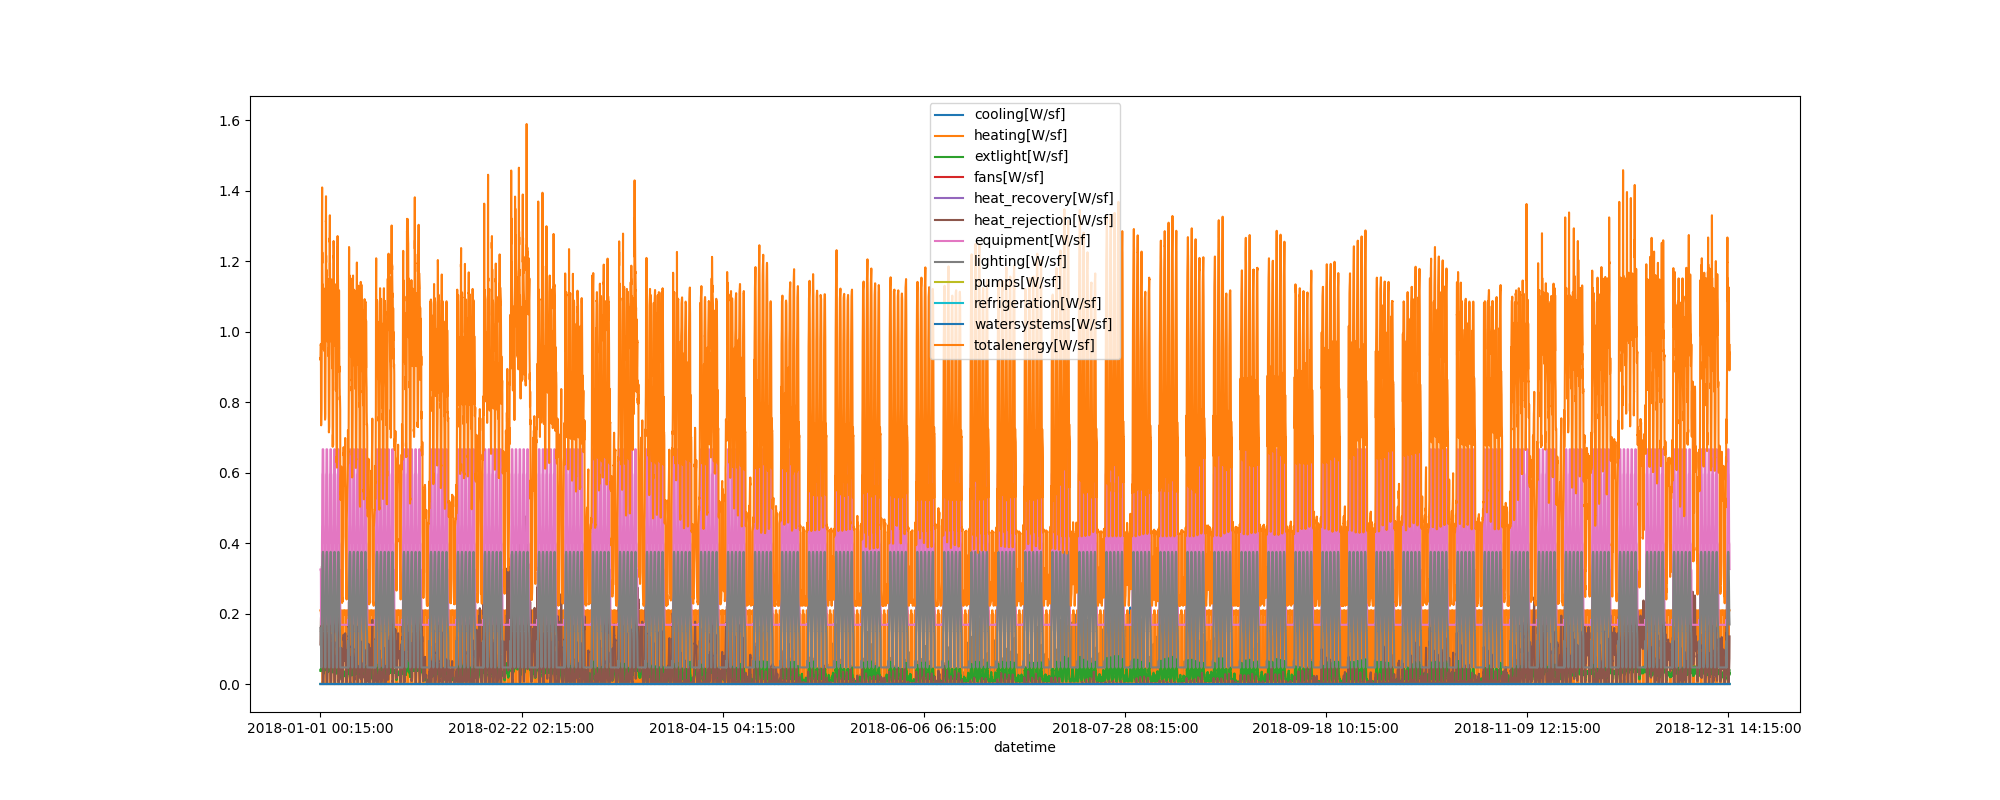 1.6
1.4
1.2
1.0
0.8
0.6
0.4
0.2
0.0
cooling[W/sf]
heating[W/sf]
extlight[W/sf]
fans[W/sf]
heat_recovery[W/sf]
heat_rejection[W/sf]
equipment[W/sf]
lighting[W/sf]
pumps[W/sf]
refrigeration[W/sf]
watersystems[W/sf]
totalenergy[W/sf]
2018-01-01 00:15:00
2018-02-22 02:15:00
2018-04-15 04:15:00
2018-06-06 06:15:00
2018-07-28 08:15:00
2018-09-18 10:15:00
2018-11-09 12:15:00
2018-12-31 14:15:00
datetime